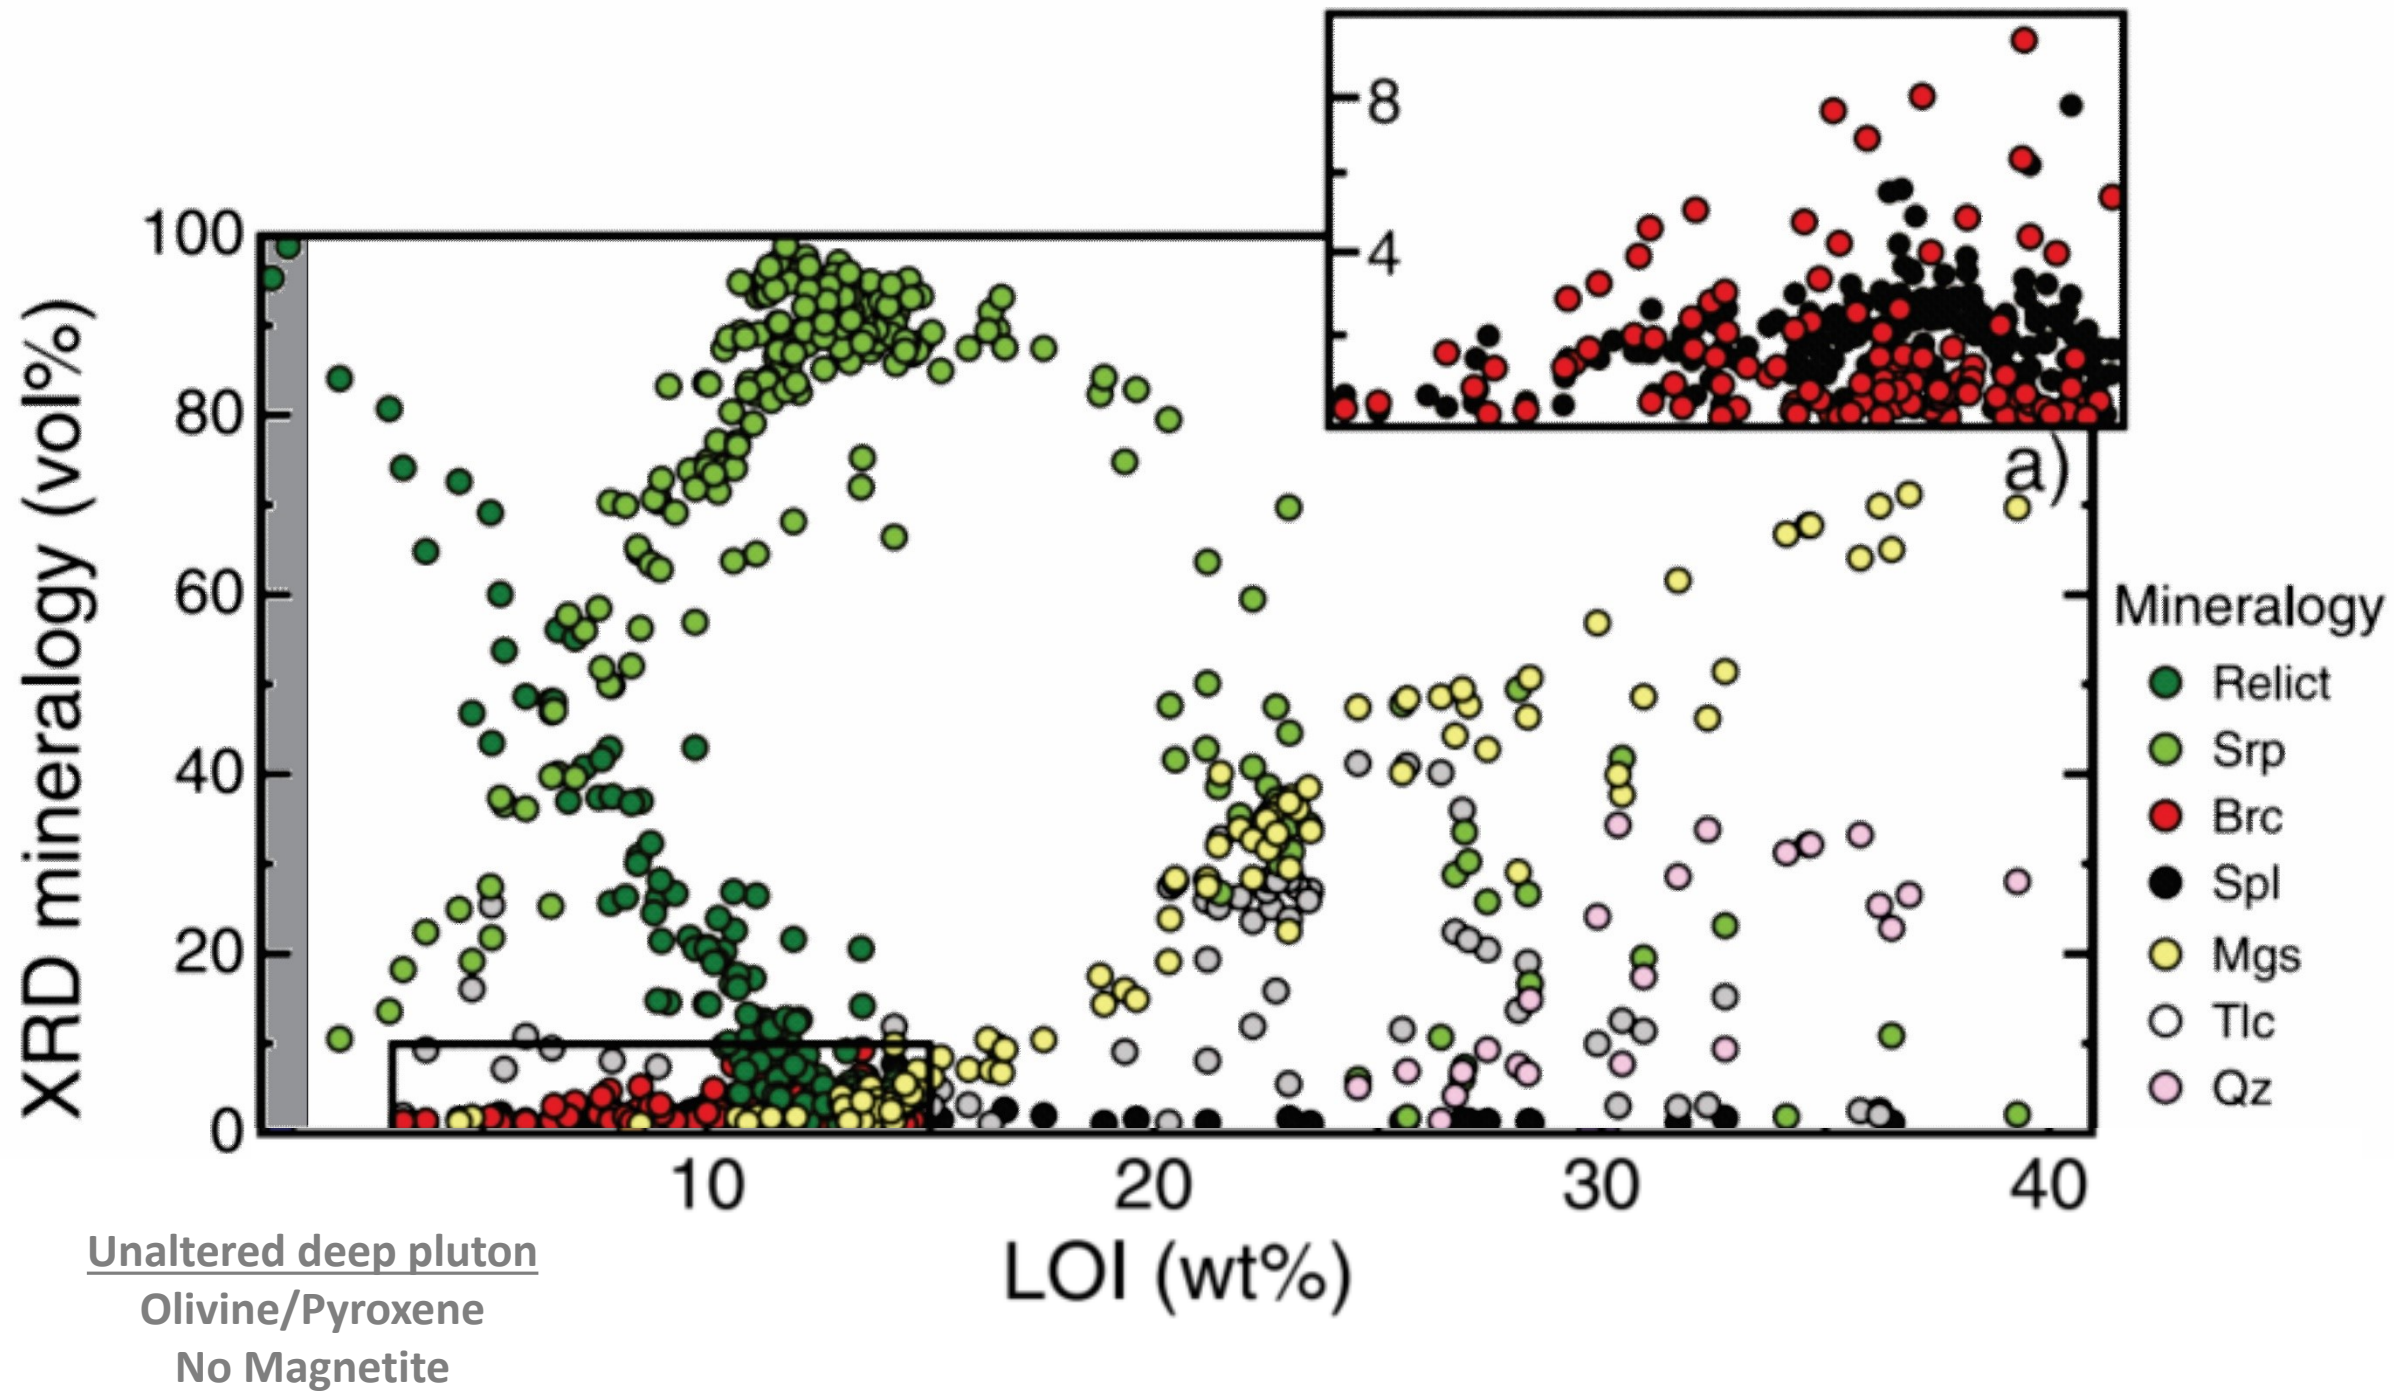 8
4
a)
100
80
60
40
20
0
XRD mineralogy (vol%)
10
20
30
40
LOI (wt%)
Mineralogy
Relict
Srp
Brc
Spl
Mgs
Tlc
Qz
Unaltered deep pluton
Olivine/Pyroxene
No Magnetite